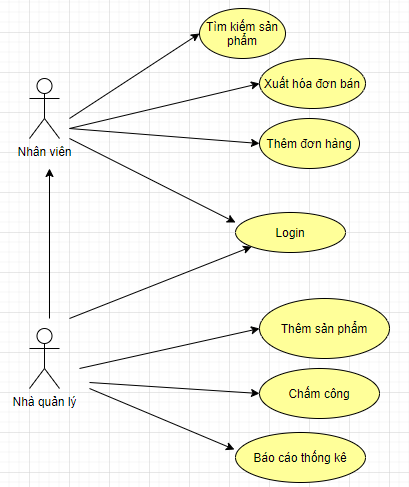 Tìm kiếm sản
phẩm
Xuất hóa đơn bán
Nhân viên
Thêm đơn hàng
Login
Thêm sản phẩm
Nhà quản lý
Chấm công
Báo cáo thống kê